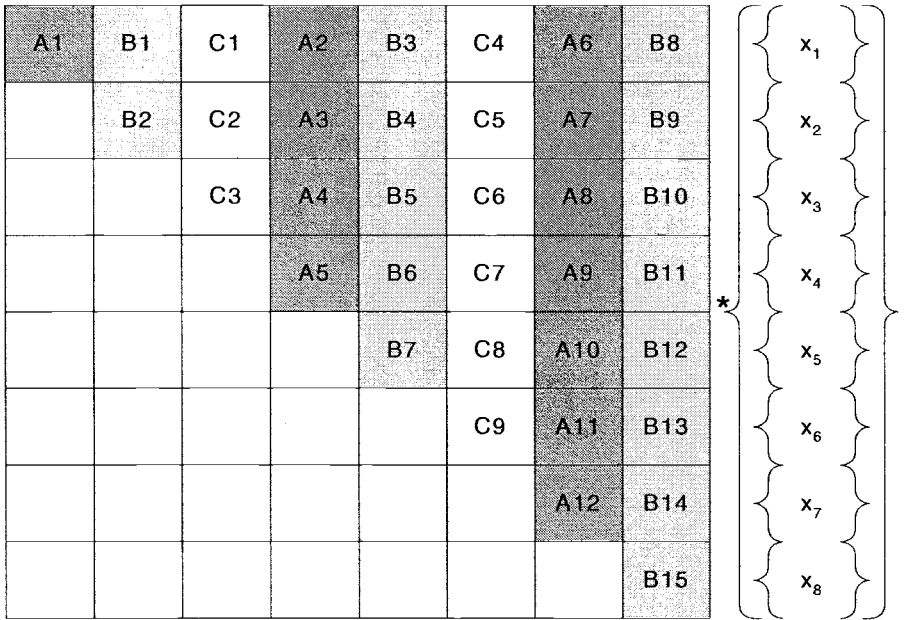 A1 B1 C1 A2 B3 C4 A6 B8 x₁
B2 C2 A3 B4 C5 A7 B9 x₂
C3 A4 B5 C6 A8 B10 x₃
A5 B6 C7 A9 B11 x₄
*
B7 C8 A10 B12 x₅
C9 A11 B13 x₆
A12 B14 x₇
B15 x₈